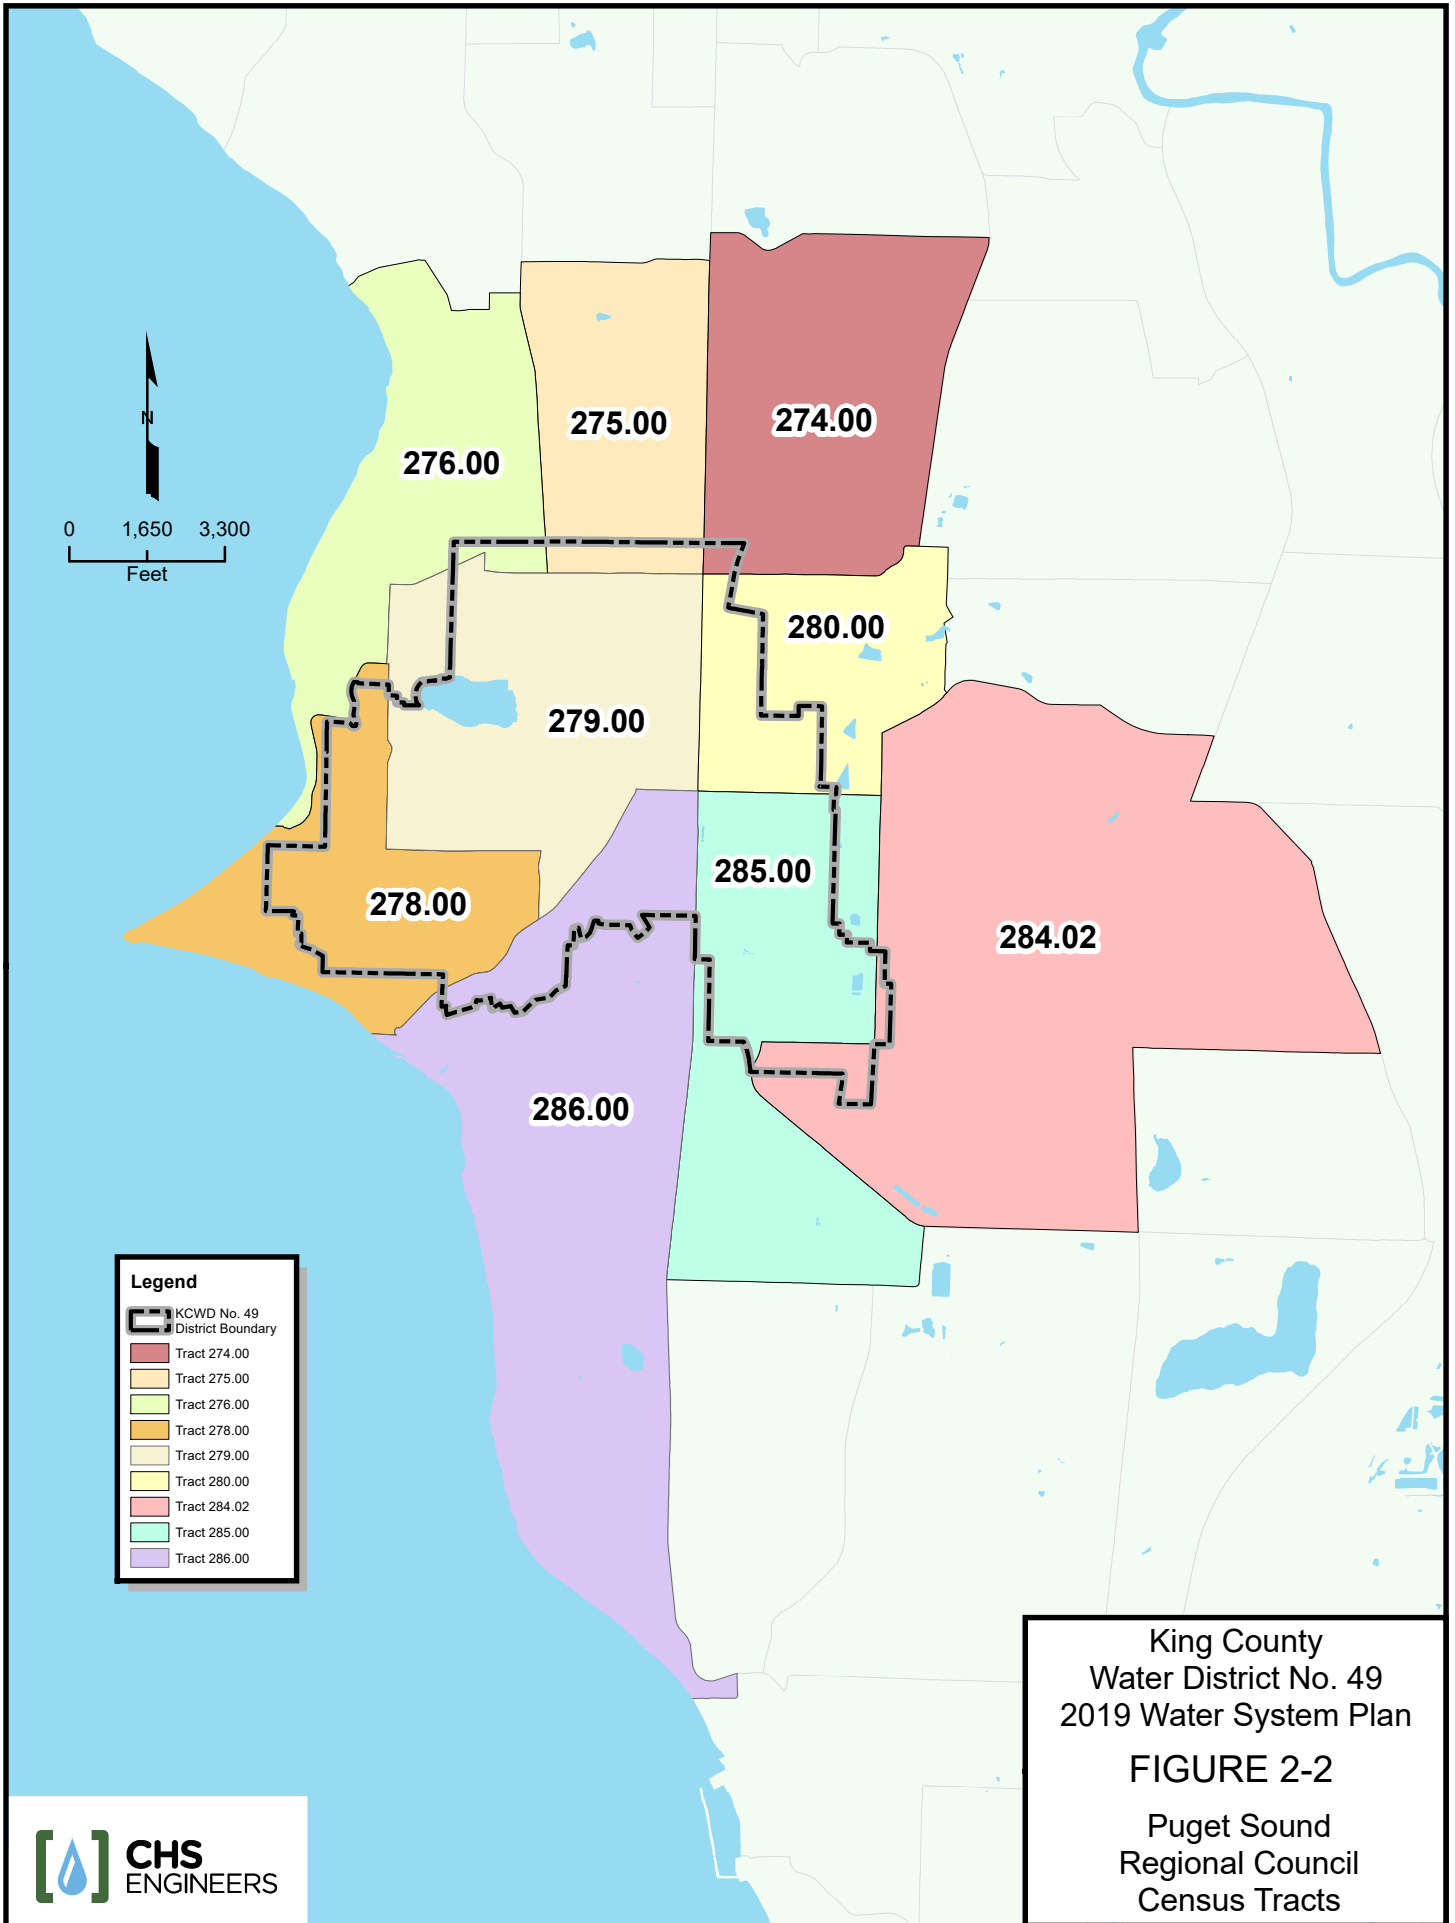 275.00
274.00
276.00
N
0 1,650 3,300
Feet
280.00
279.00
285.00
278.00
284.02
286.00
Legend
KCWD No. 49
District Boundary
Tract 274.00
Tract 275.00
Tract 276.00
Tract 278.00
Tract 279.00
Tract 280.00
Tract 284.02
Tract 285.00
Tract 286.00
King County
Water District No. 49
2019 Water System Plan
FIGURE 2-2
Puget Sound
Regional Council
Census Tracts
CHS
ENGINEERS